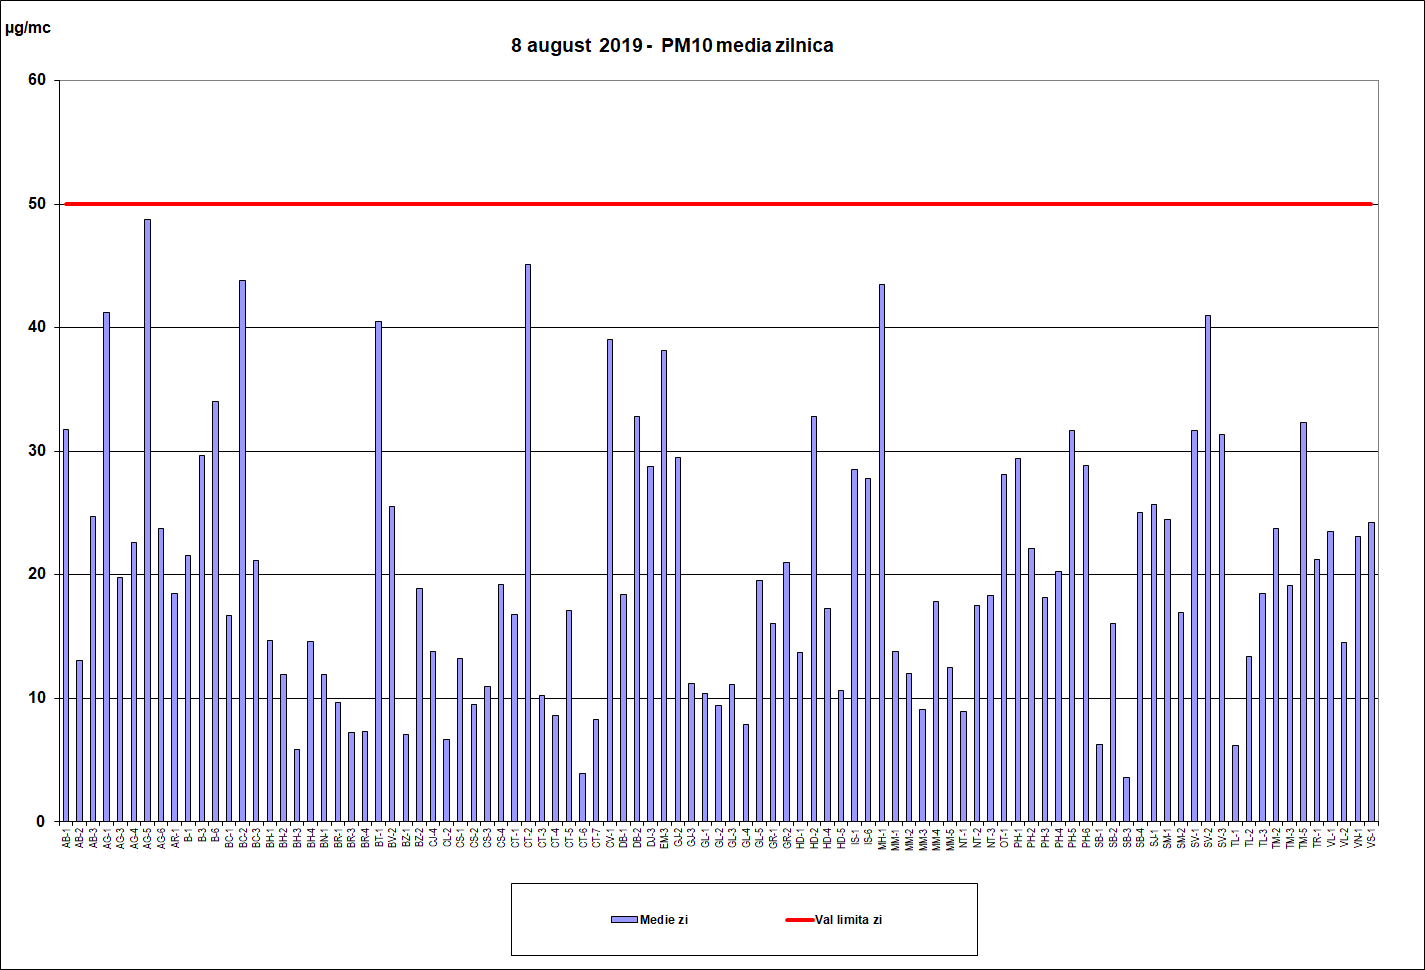 µg/mc
8 august 2019 - PM10 media zilnica
60
50
40
30
20
10
0
AB-1
AB-2
AB-3
AG-1
AG-3
AG-4
AG-5
AG-6
AR-1
B-1
B-3
B-6
BC-1
BC-2
BC-3
BH-1
BH-2
BH-3
BH-4
BN-1
BR-1
BR-3
BR-4
BT-1
BV-2
BZ-1
BZ-2
CJ-4
CL-2
CS-1
CS-2
CS-3
CS-4
CT-1
CT-2
CT-3
CT-4
CT-5
CT-6
CT-7
CV-1
DB-1
DB-2
DJ-3
EM-3
GJ-2
GJ-3
GL-1
GL-2
GL-3
GL-4
GL-5
GR-1
GR-2
HD-1
HD-2
HD-4
HD-5
IS-1
IS-6
MH-1
MM-1
MM-2
MM-3
MM-4
MM-5
NT-1
NT-2
NT-3
OT-1
PH-1
PH-2
PH-3
PH-4
PH-5
PH-6
SB-1
SB-2
SB-3
SB-4
SJ-1
SM-1
SM-2
SV-1
SV-2
SV-3
TL-1
TL-2
TL-3
TM-2
TM-3
TM-5
TR-1
VL-1
VL-2
VN-1
VS-1
Medie zi
Val limita zi